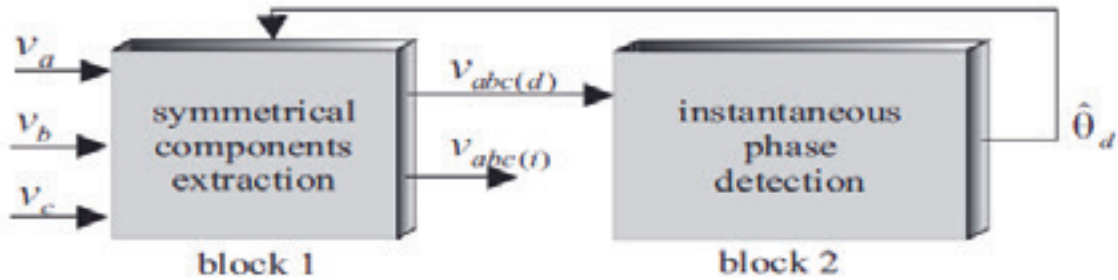 v_a
v_b
v_c
symmetrical
components
extraction
block 1
v_abc(d)
v_abc(i)
instantaneous
phase
detection
block 2
θ̂_d